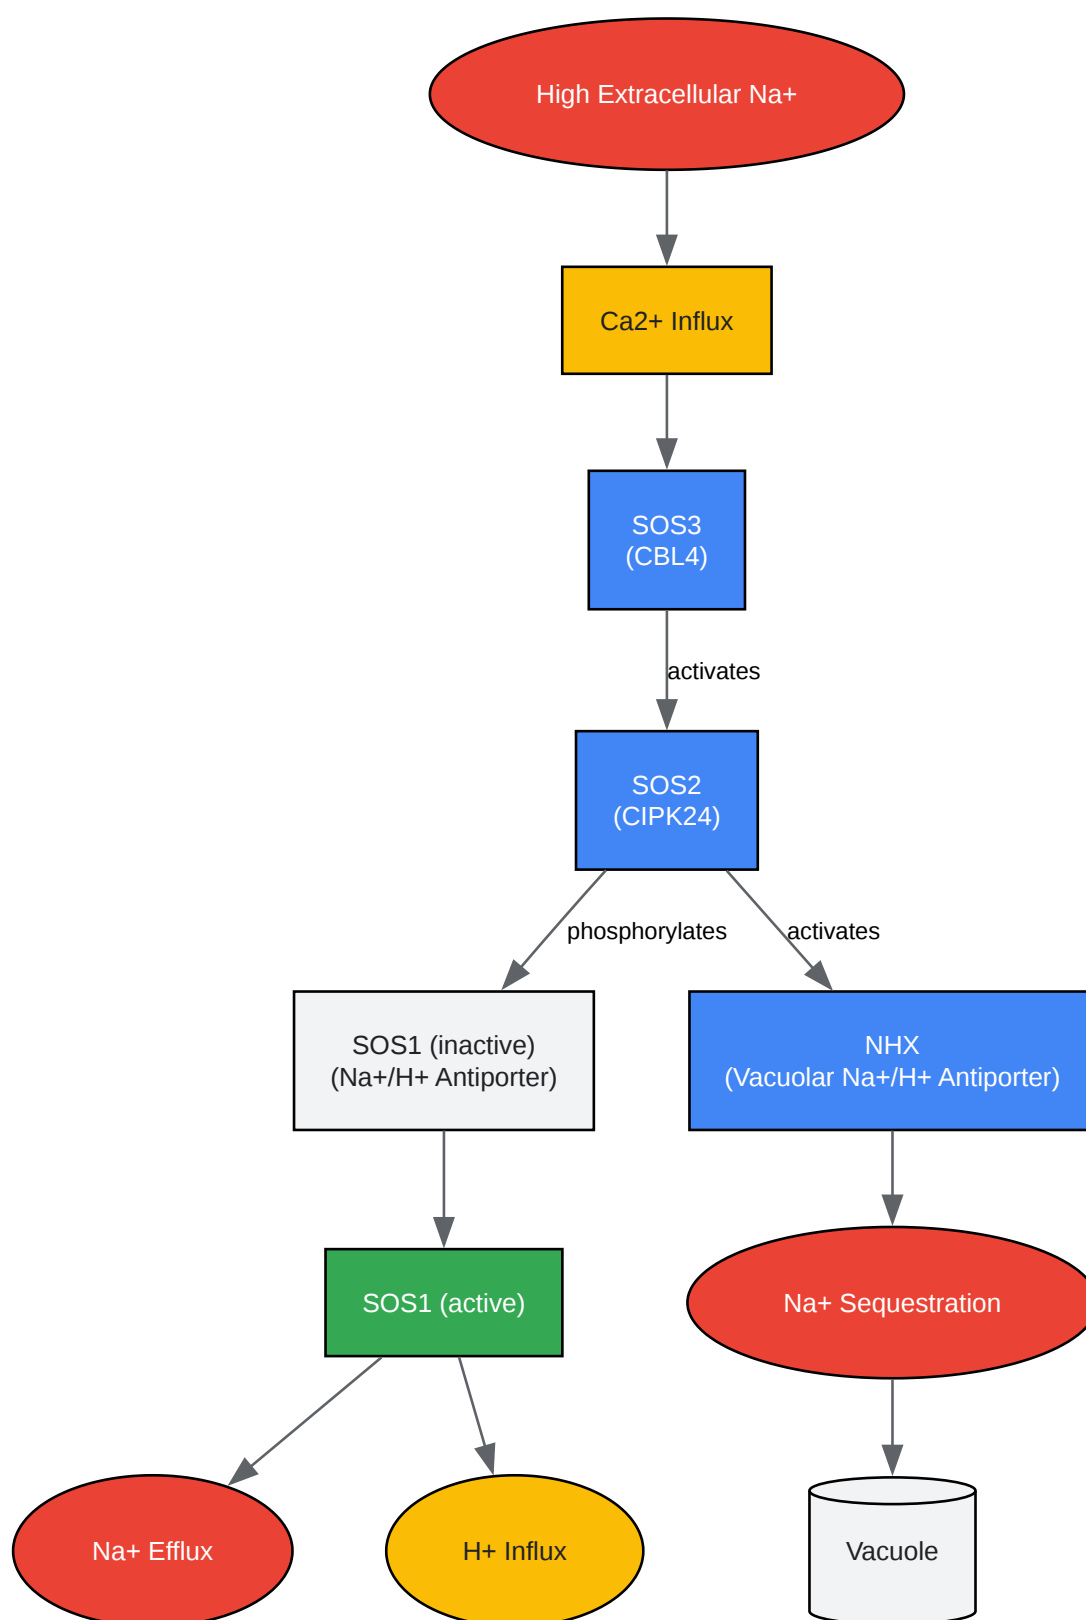 High Extracellular Na+
Ca2+ Influx
SOS3
(CBL4)
activates
SOS2
(CIPK24)
phosphorylates
activates
SOS1 (inactive)
(Na+/H+ Antiporter)
NHX
(Vacuolar Na+/H+ Antiporter)
SOS1 (active)
Na+ Sequestration
Na+ Efflux
H+ Influx
Vacuole